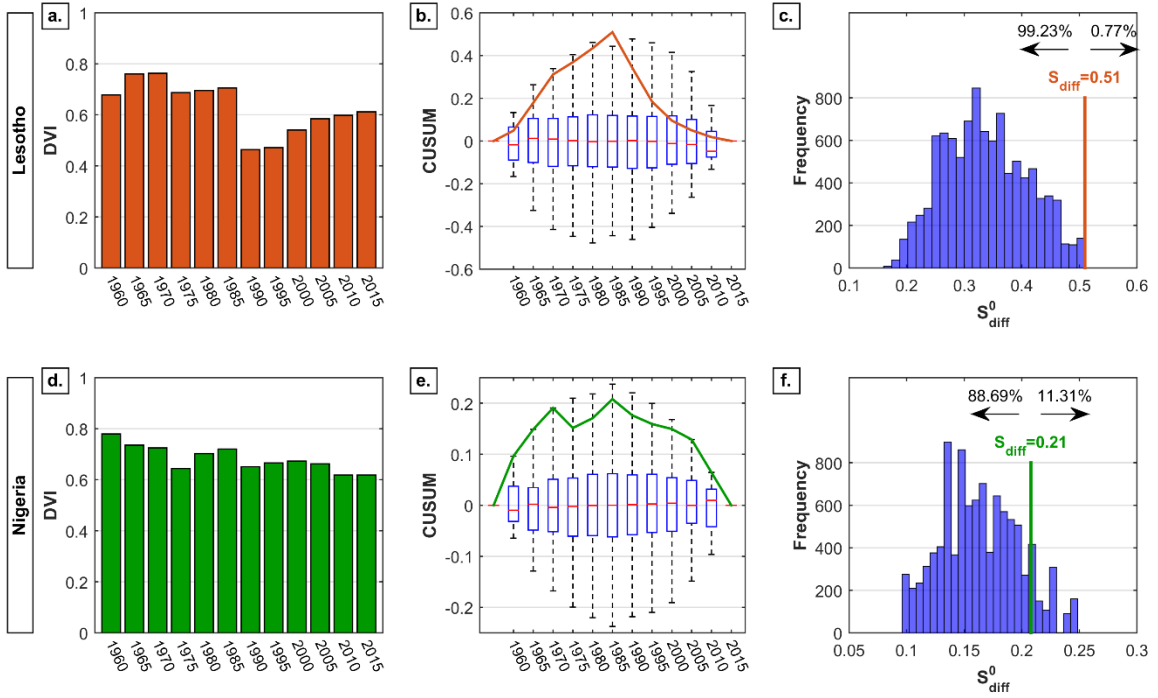 Lesotho
a.
DVI
1
0.8
0.6
0.4
0.2
0
1960 1965 1970 1975 1980 1985 1990 1995 2000 2005 2010 2015
b.
CUSUM
0.6
0.4
0.2
0
-0.2
-0.4
-0.6
1960 1965 1970 1975 1980 1985 1990 1995 2000 2005 2010 2015
c.
99.23% 0.77%
S_diff=0.51
Frequency
800
600
400
200
0
0.1 0.2 0.3 0.4 0.5 0.6
S^0_diff
Nigeria
d.
DVI
1
0.8
0.6
0.4
0.2
0
1960 1965 1970 1975 1980 1985 1990 1995 2000 2005 2010 2015
e.
CUSUM
0.2
0.1
0
-0.1
-0.2
1960 1965 1970 1975 1980 1985 1990 1995 2000 2005 2010 2015
f.
88.69% 11.31%
S_diff=0.21
Frequency
800
600
400
200
0
0.05 0.1 0.15 0.2 0.25 0.3
S^0_diff